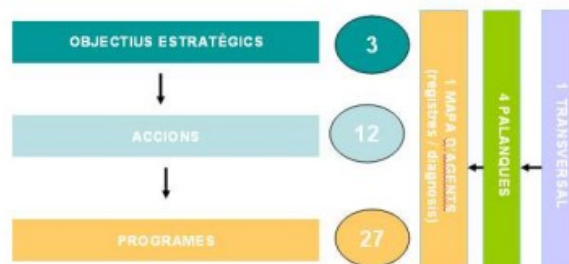 OBJECTIUS ESTRATÈGICS
3
ACCIONS
12
PROGRAMES
27
1 MAPA D'AGENTS
(registres / diagnosis)
4 PALANQUES
1 TRANSVERSAL